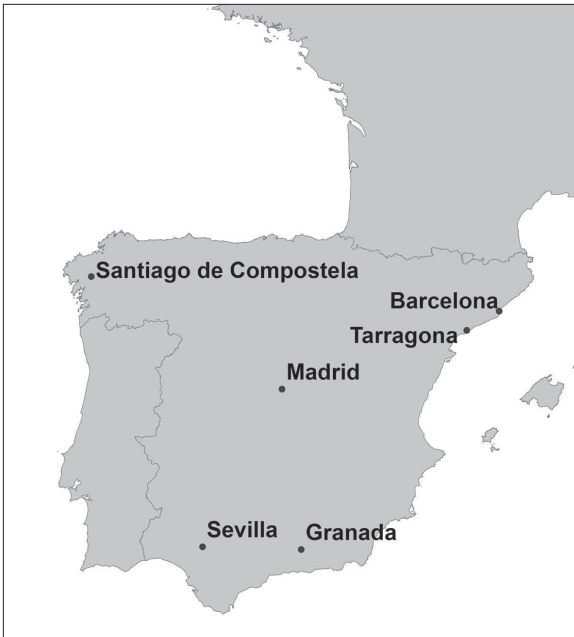 Santiago de Compostela
Barcelona
Tarragona
Madrid
Sevilla
Granada